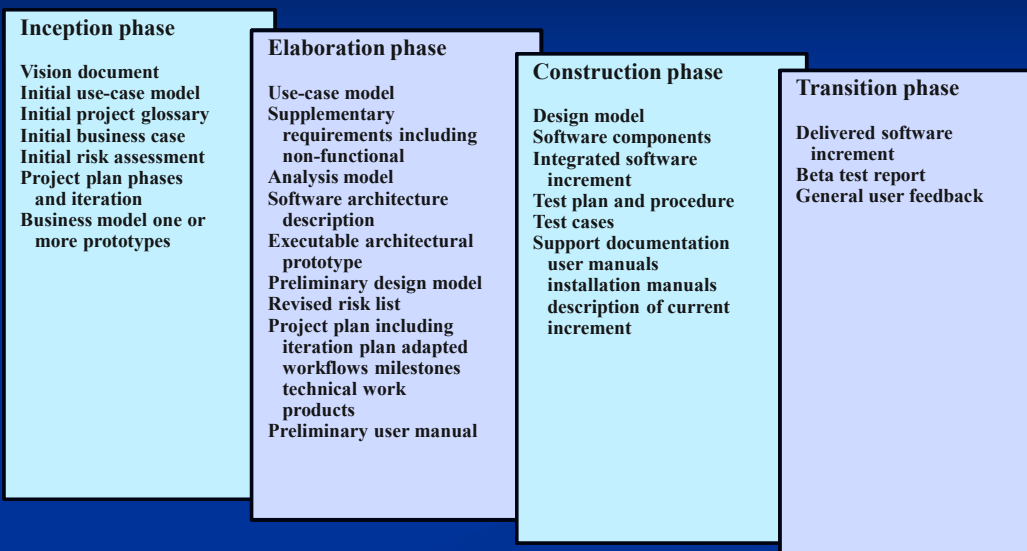 Inception phase
Vision document
Initial use-case model
Initial project glossary
Initial business case
Initial risk assessment
Project plan phases
and iteration
Business model one or
more prototypes
Elaboration phase
Use-case model
Supplementary
requirements including
non-functional
Analysis model
Software architecture
description
Executable architectural
prototype
Preliminary design model
Revised risk list
Project plan including
iteration plan adapted
workflows milestones
technical work
products
Preliminary user manual
Construction phase
Design model
Software components
Integrated software
increment
Test plan and procedure
Test cases
Support documentation
user manuals
installation manuals
description of current
increment
Transition phase
Delivered software
increment
Beta test report
General user feedback